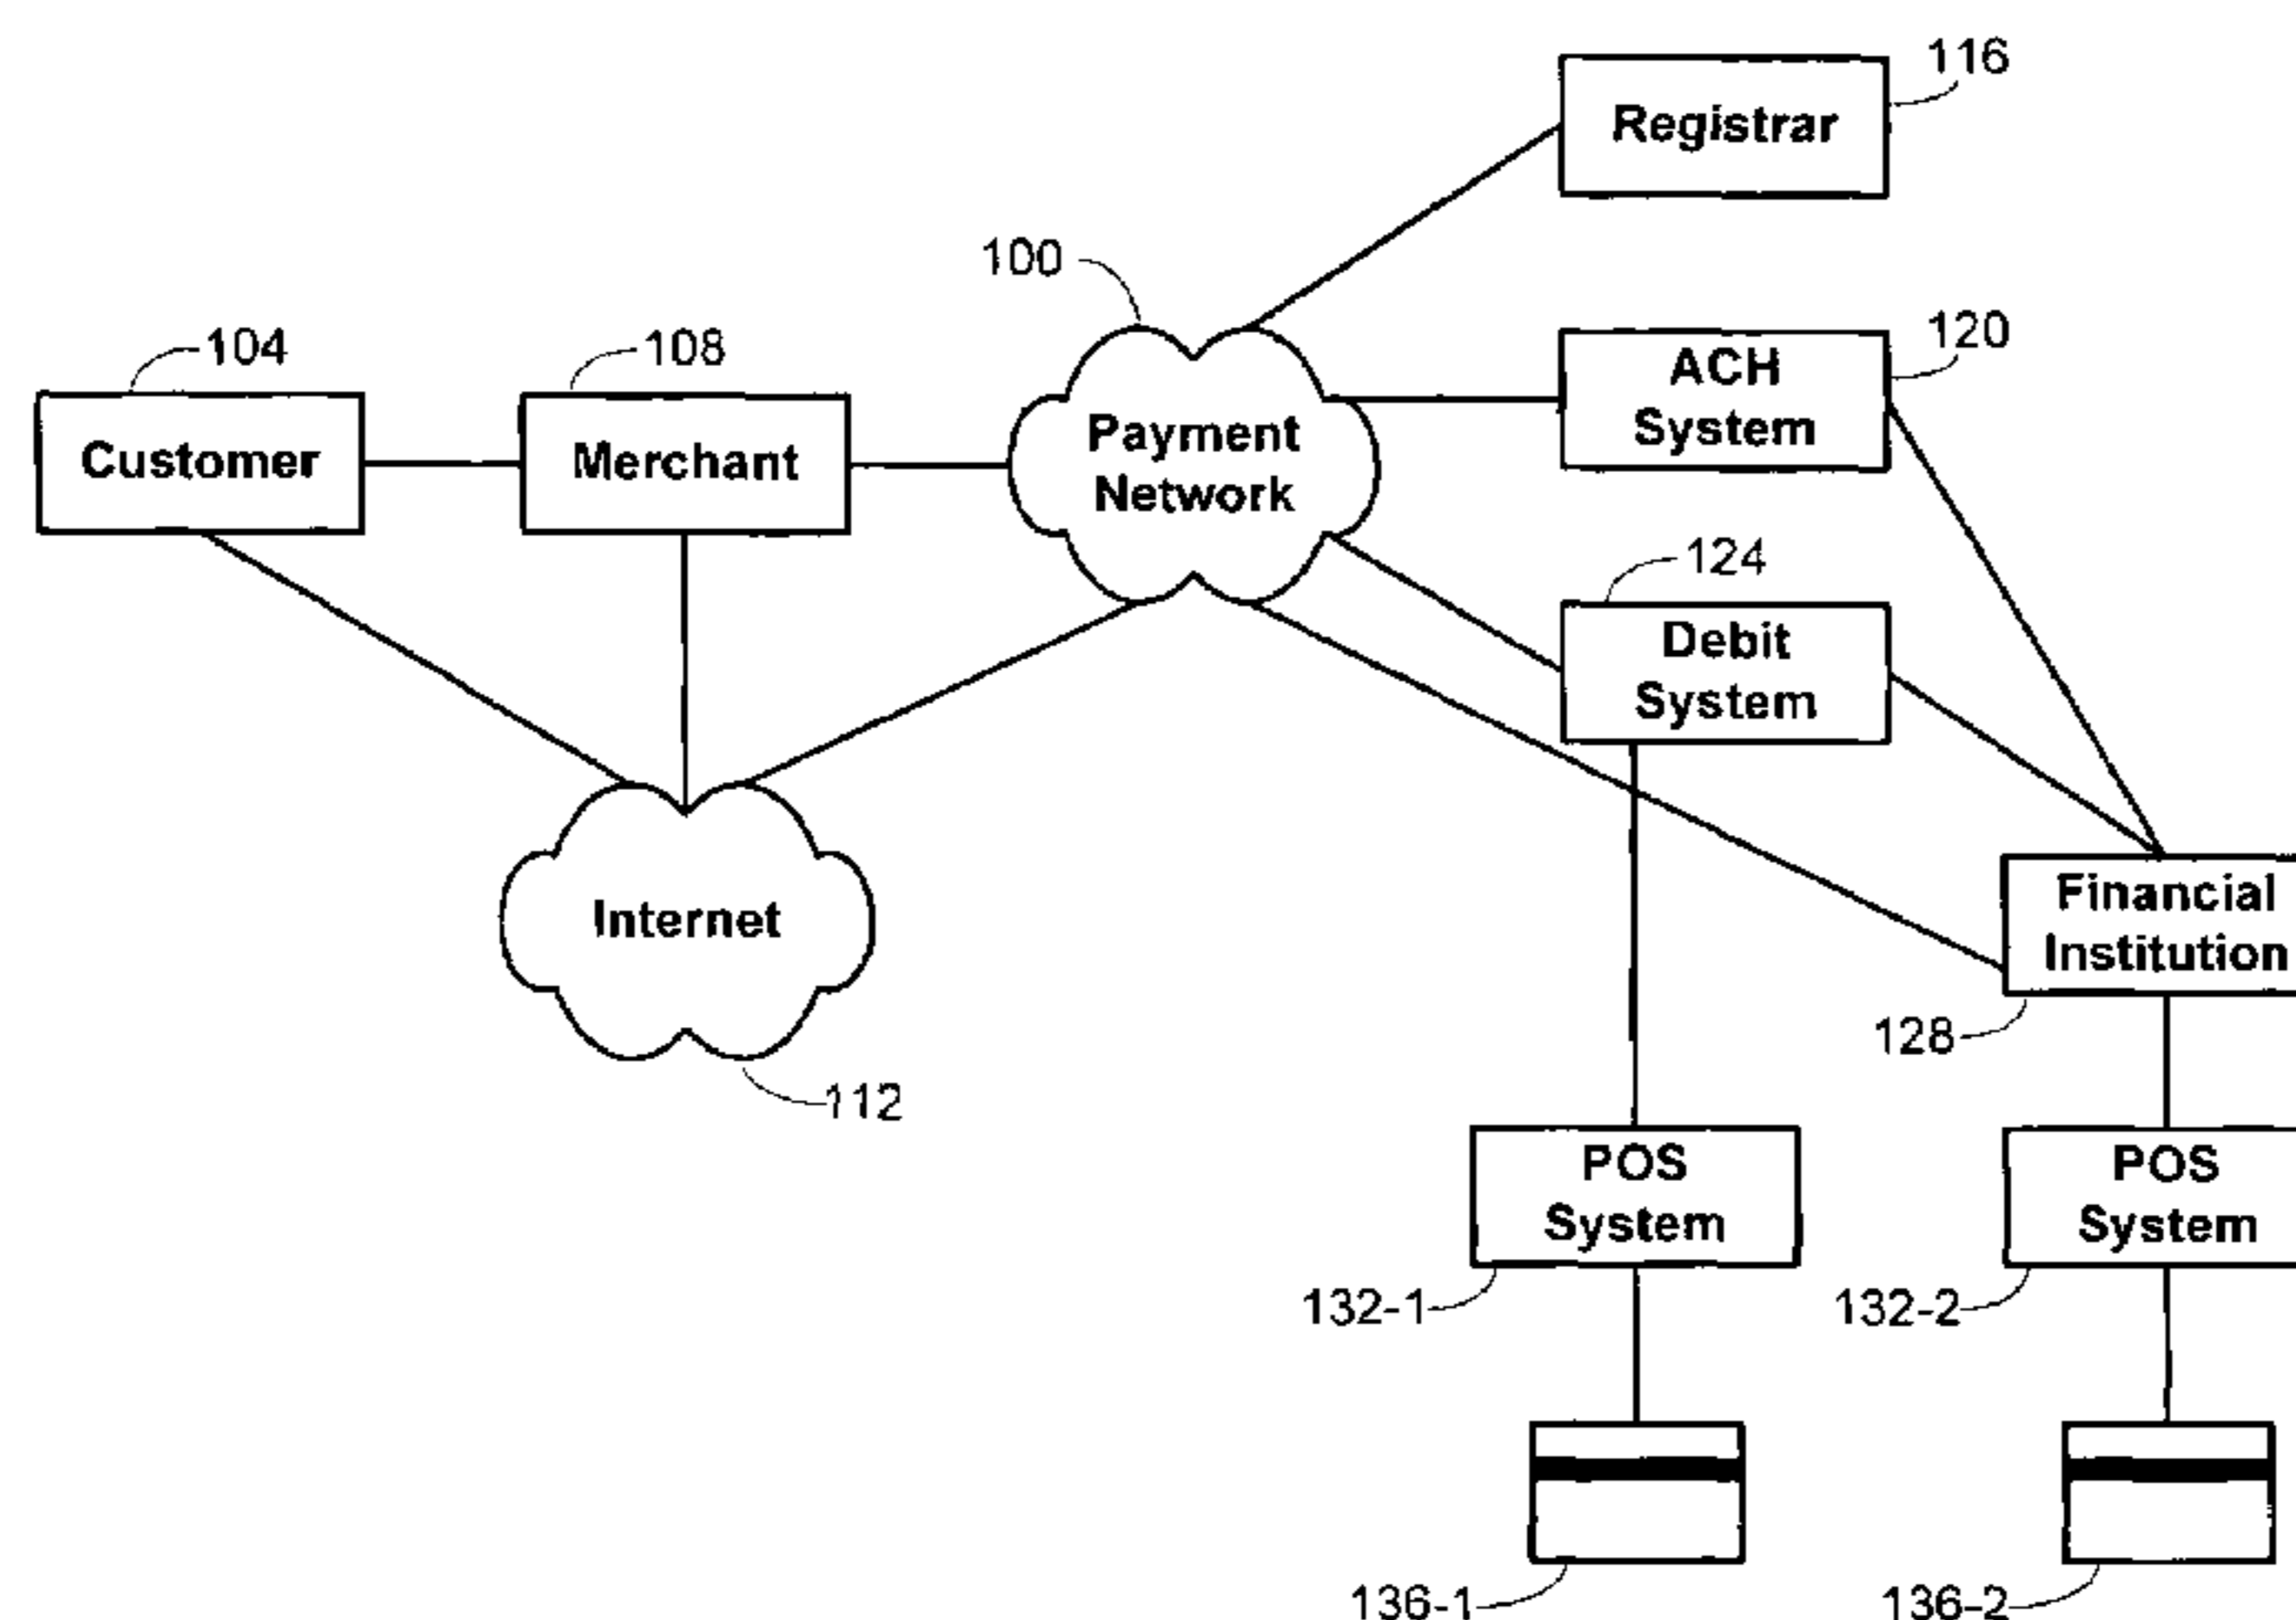 116
Registrar
100
104
108
120
ACH
System
Customer
Merchant
Payment
Network
124
Debit
System
Financial
Institution
Internet
128
112
POS
System
POS
System
132-1
132-2
136-1
136-2